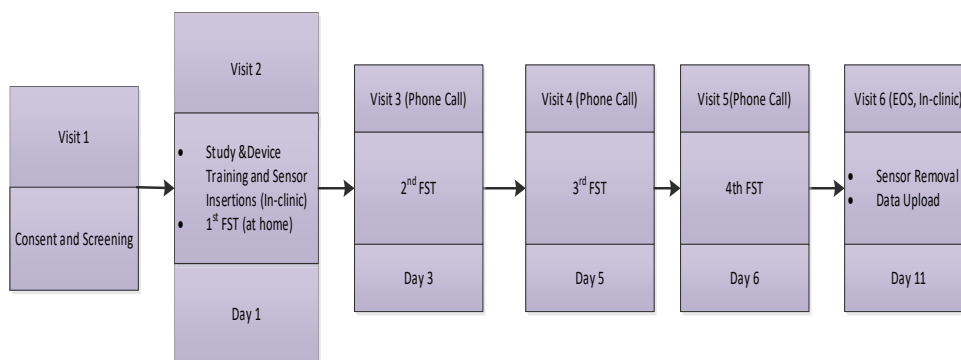 Visit 1
Consent and Screening
Visit 2
• Study &Device
Training and Sensor
Insertions (In-clinic)
• 1st FST (at home)
Day 1
Visit 3 (Phone Call)
2nd FST
Day 3
Visit 4 (Phone Call)
3rd FST
Day 5
Visit 5(Phone Call)
4th FST
Day 6
Visit 6 (EOS, In-clinic)
• Sensor Removal
• Data Upload
Day 11